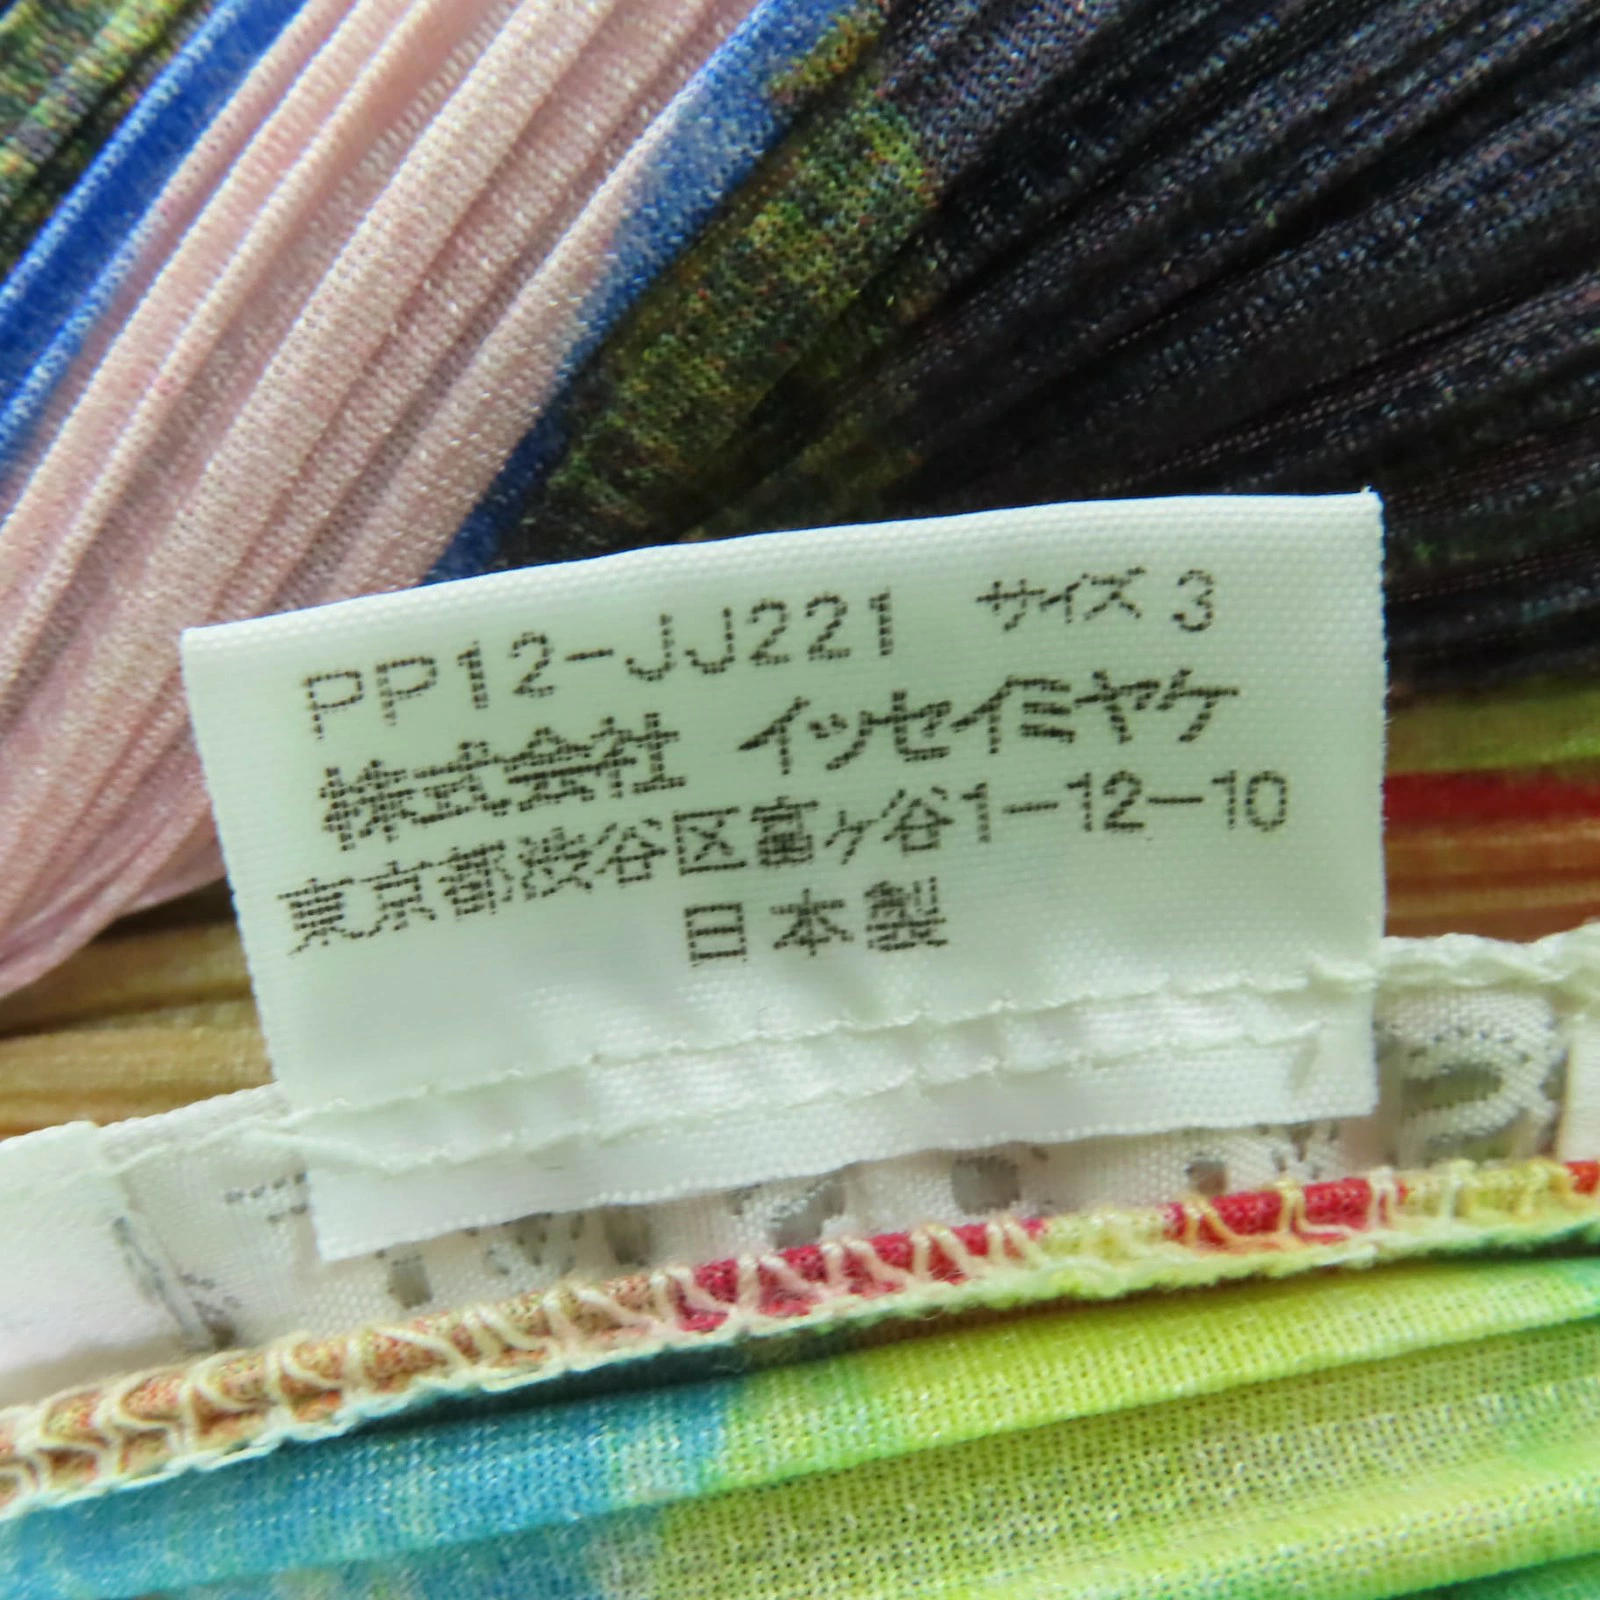 PP12-JJ221 サイズ 3
株式会社 イッセイミヤケ
東京都渋谷区富ヶ谷1-12-10
日本製